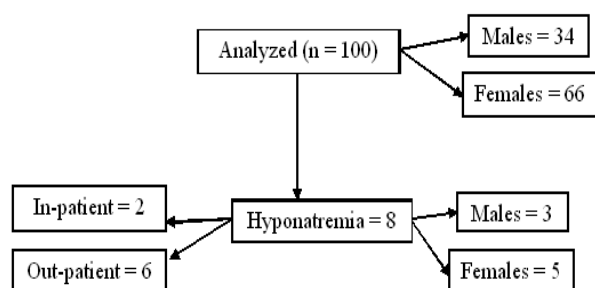 Males = 34
Analyzed (n = 100)
Females = 66
In-patient = 2
Hyponatremia = 8
Males = 3
Out-patient = 6
Females = 5